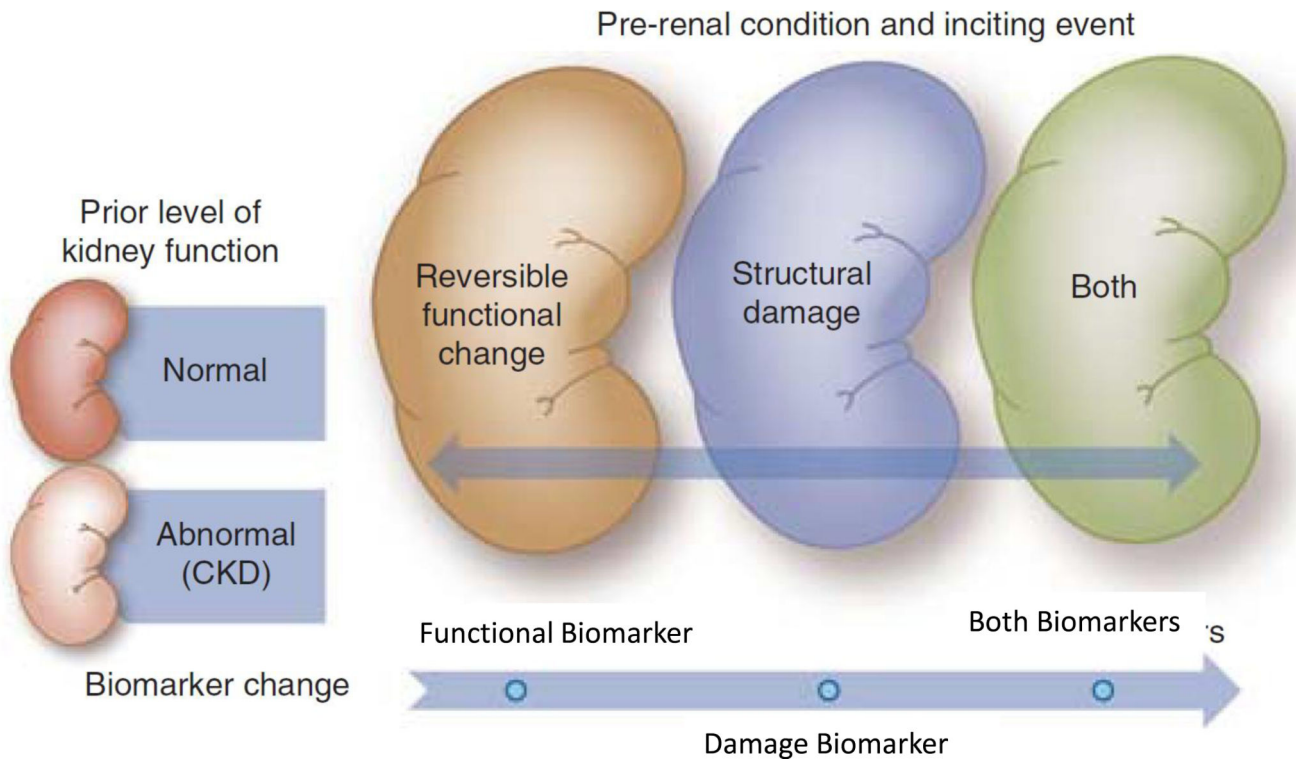 Pre-renal condition and inciting event
Prior level of
kidney function
Reversible
functional
change
Structural
damage
Both
Normal
Abnormal
(CKD)
Functional Biomarker
Both Biomarkers
rs
Biomarker change
Damage Biomarker